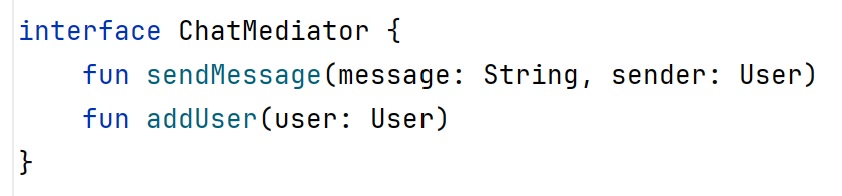 interface ChatMediator {
    fun sendMessage(message: String, sender: User)
    fun addUser(user: User)
}